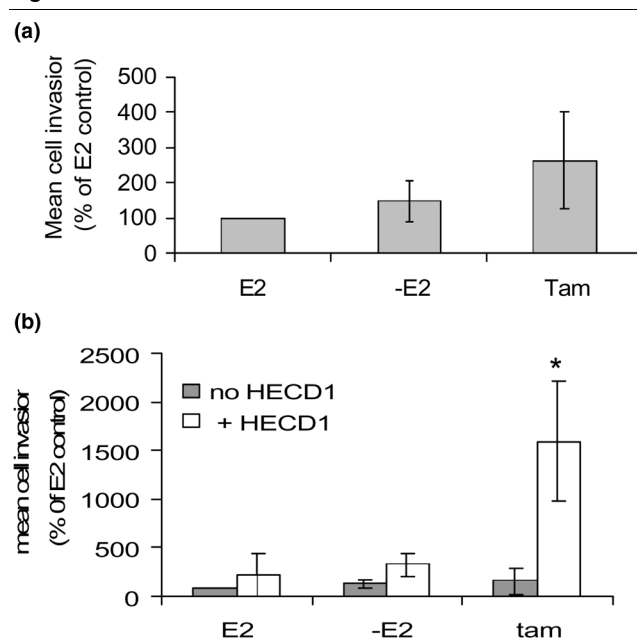 (a)
Mean cell invasior
(% of E2 control)
500
400
300
200
100
0
E2 -E2 Tam
(b)
mean cell invasior
(% 0f E2 control)
2500
2000
1500
1000
500
0
no HECD1
+ HECD1
*
E2 -E2 tam